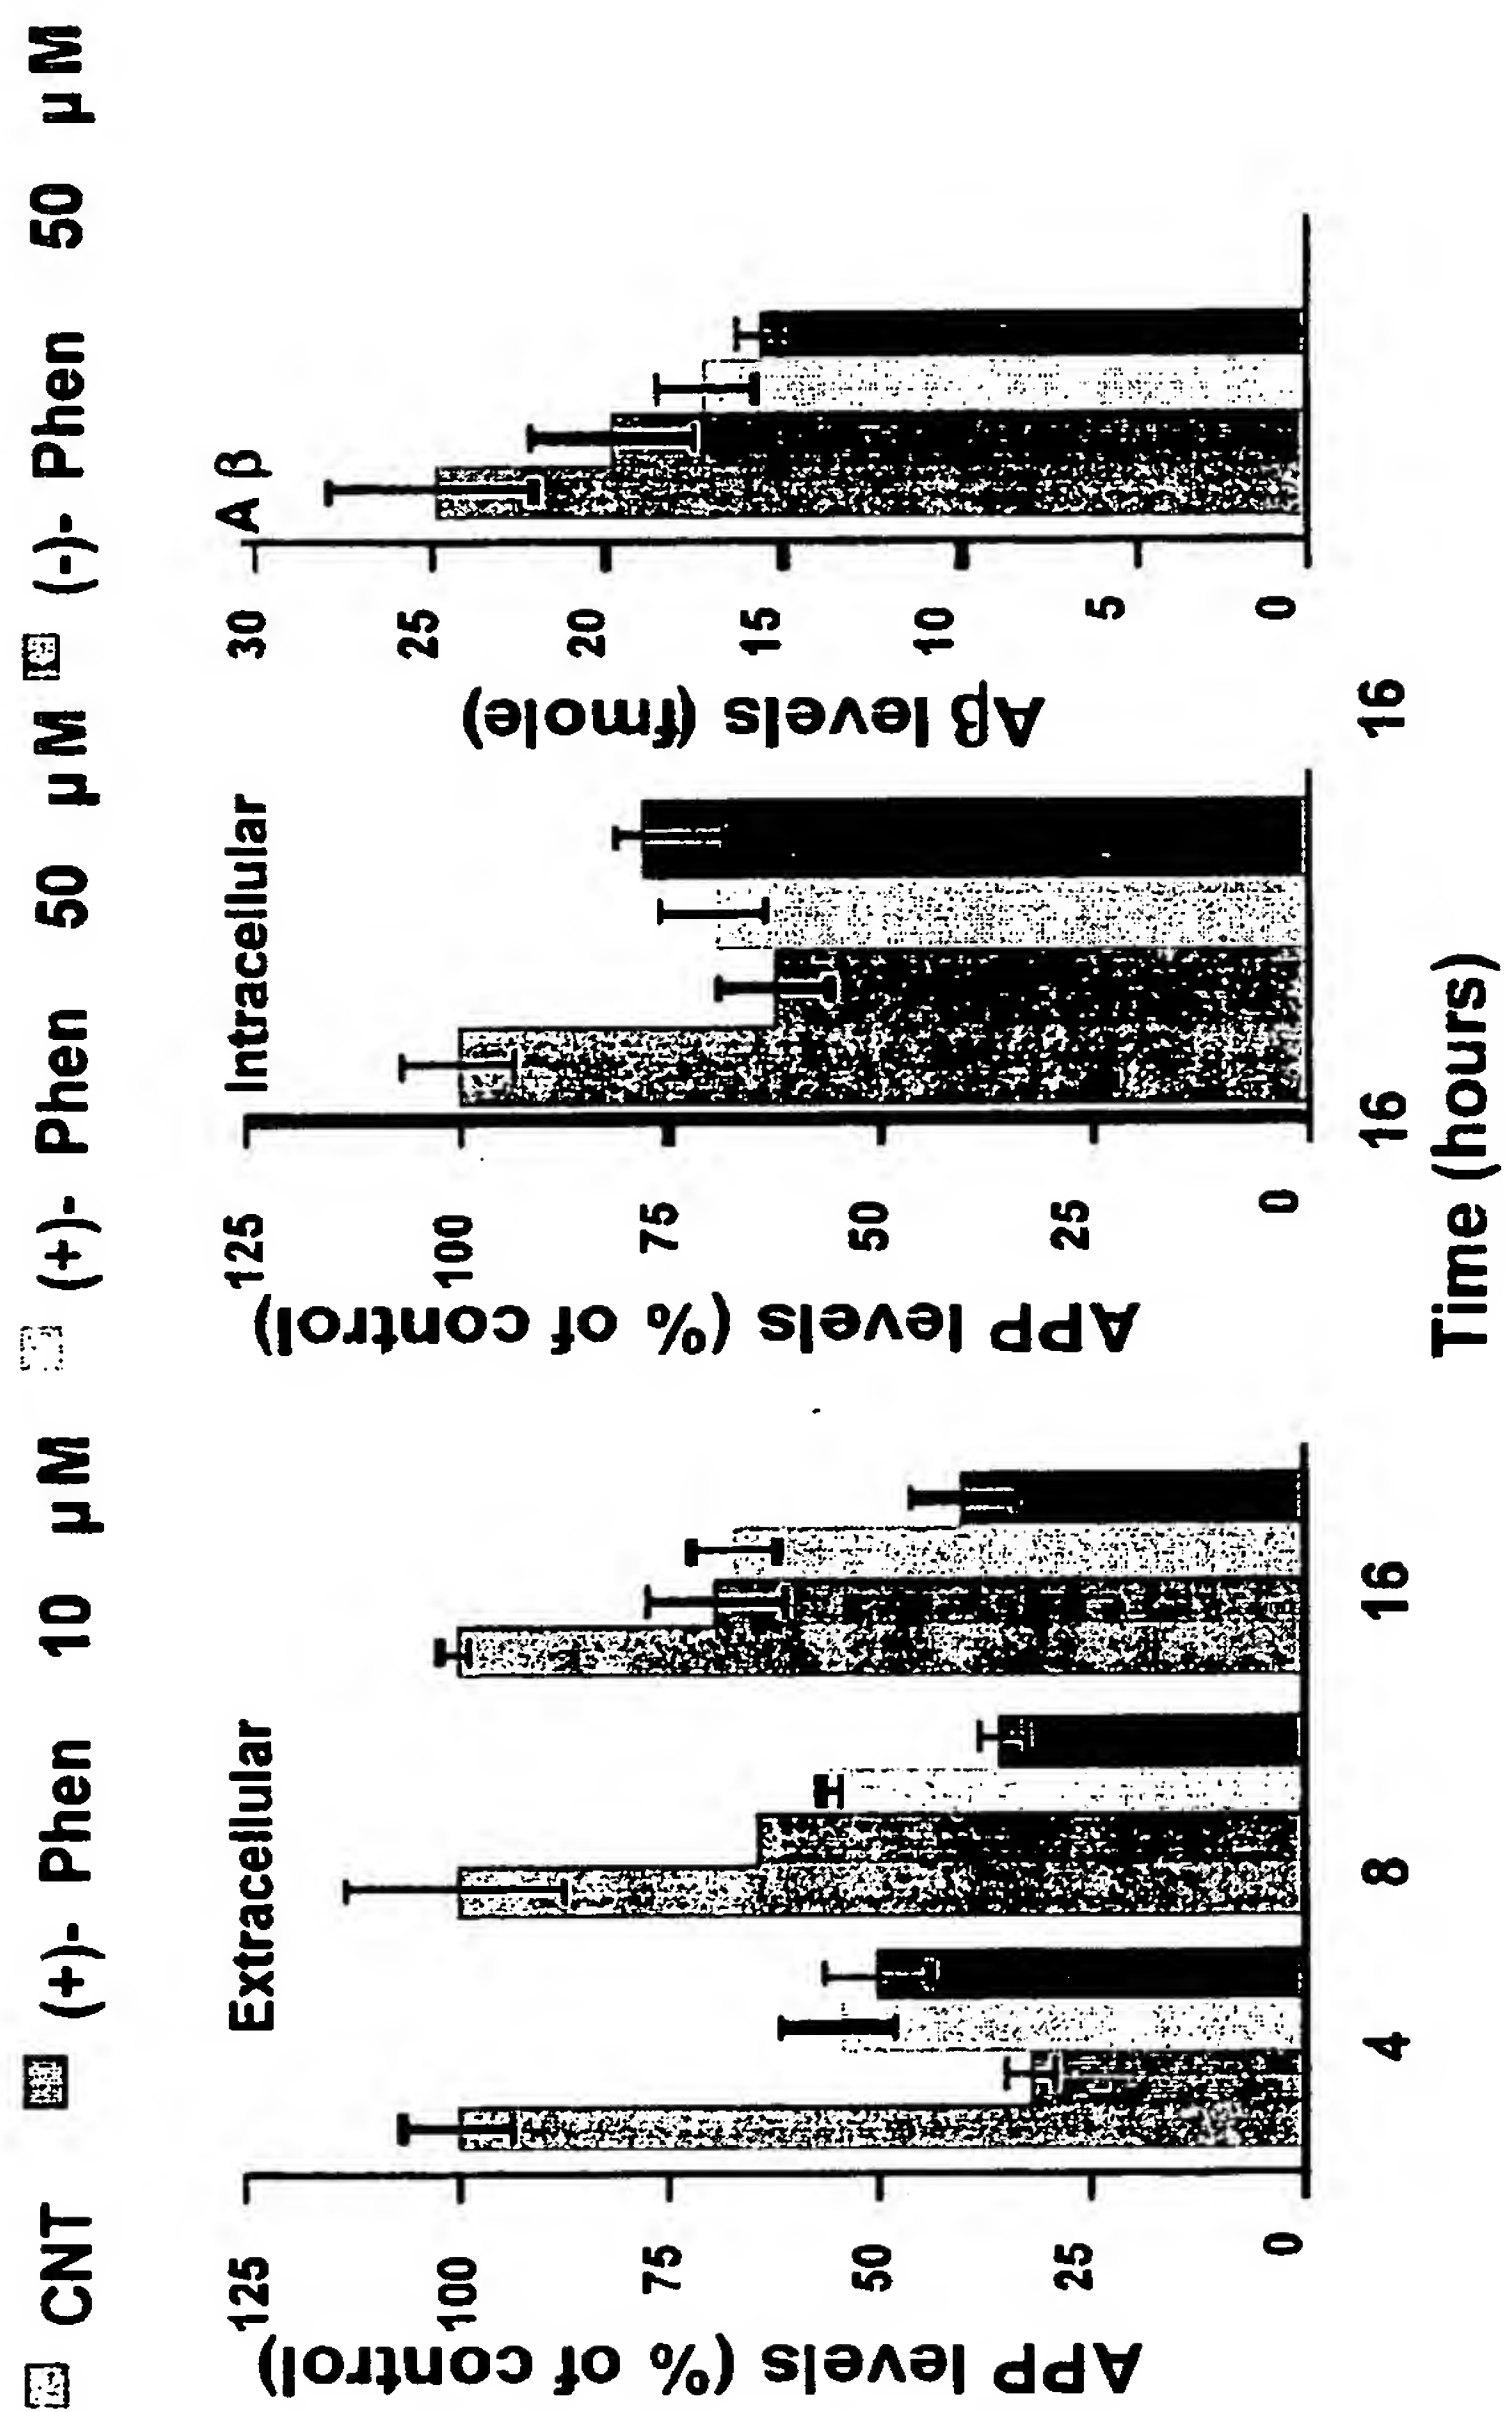 CNT (+)- Phen 10 µM (+)- Phen 50 µM (-)- Phen 50 µM
Extracellular
APP levels (% of control)
125
100
75
50
25
0
4 8 16
Intracellular
APP levels (% of control)
125
100
75
50
25
0
16
A β
Aβ levels (fmole)
30
25
20
15
10
5
0
16
Time (hours)